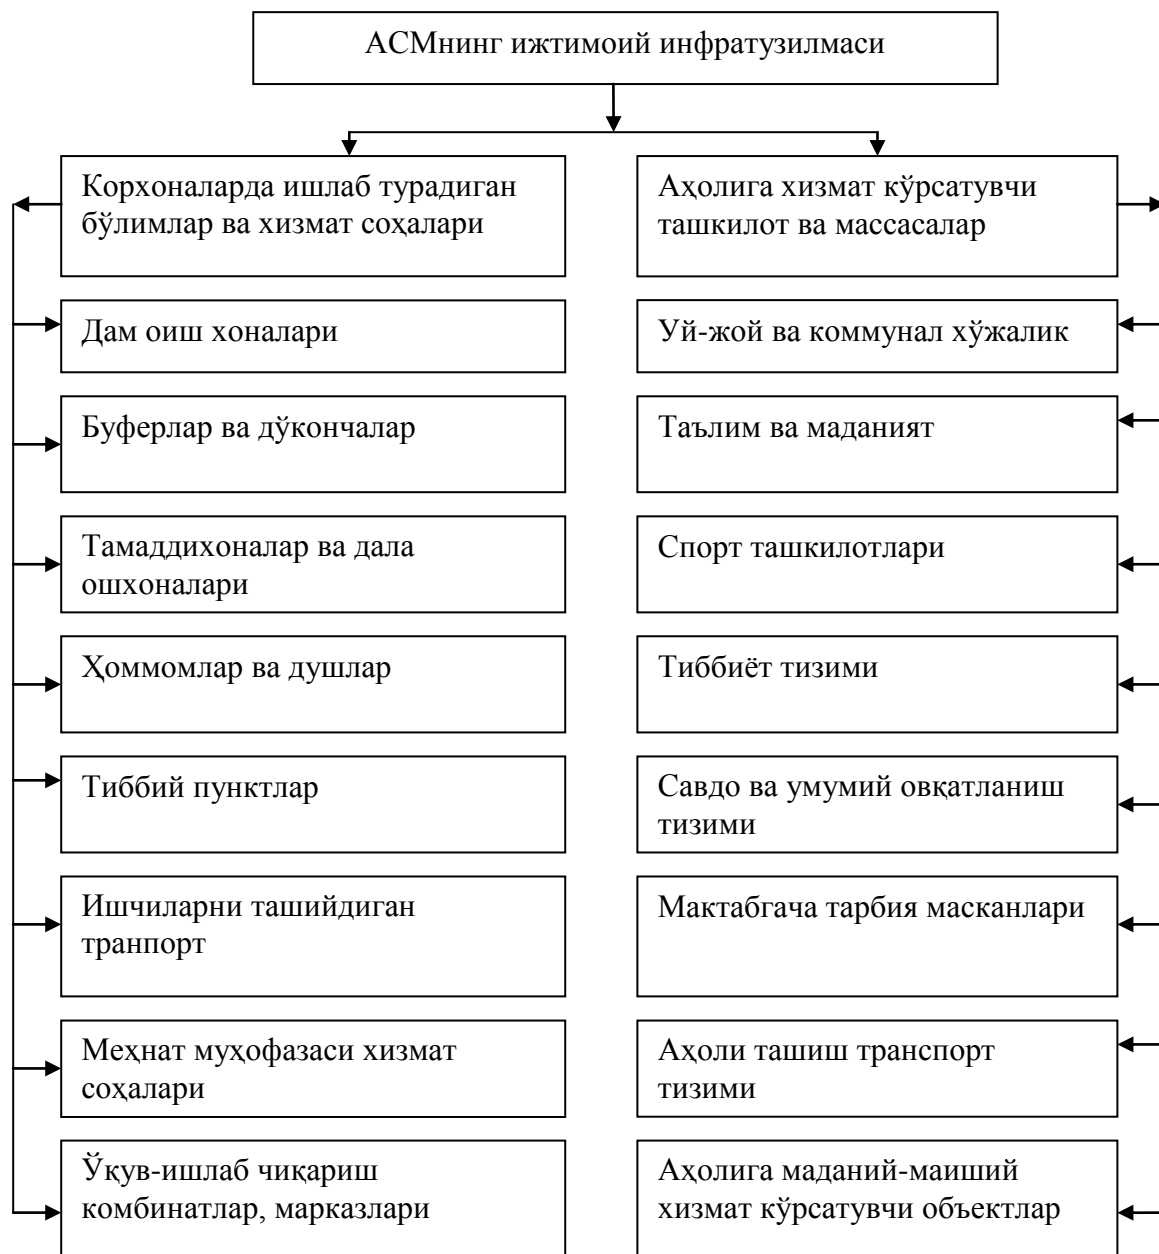 АСМнинг ижтимоий инфратузилмаси
Корхоналарда ишлаб турадиган
бўлимлар ва хизмат соҳалари
Дам оиш хоналари
Буферлар ва дўкончалар
Тамаддихоналар ва дала
ошхоналари
Ҳоммомлар ва душлар
Тиббий пунктлар
Ишчиларни ташийдиган
транпорт
Меҳнат муҳофазаси хизмат
соҳалари
Ўқув-ишлаб чиқариш
комбинатлар, марказлари
Аҳолига хизмат кўрсатувчи
ташкилот ва массасалар
Уй-жой ва коммунал хўжалик
Таълим ва маданият
Спорт ташкилотлари
Тиббиёт тизими
Савдо ва умумий овқатланиш
тизими
Мактабгача тарбия масканлари
Аҳоли ташиш транспорт
тизими
Аҳолига маданий-маиший
хизмат кўрсатувчи объектлар